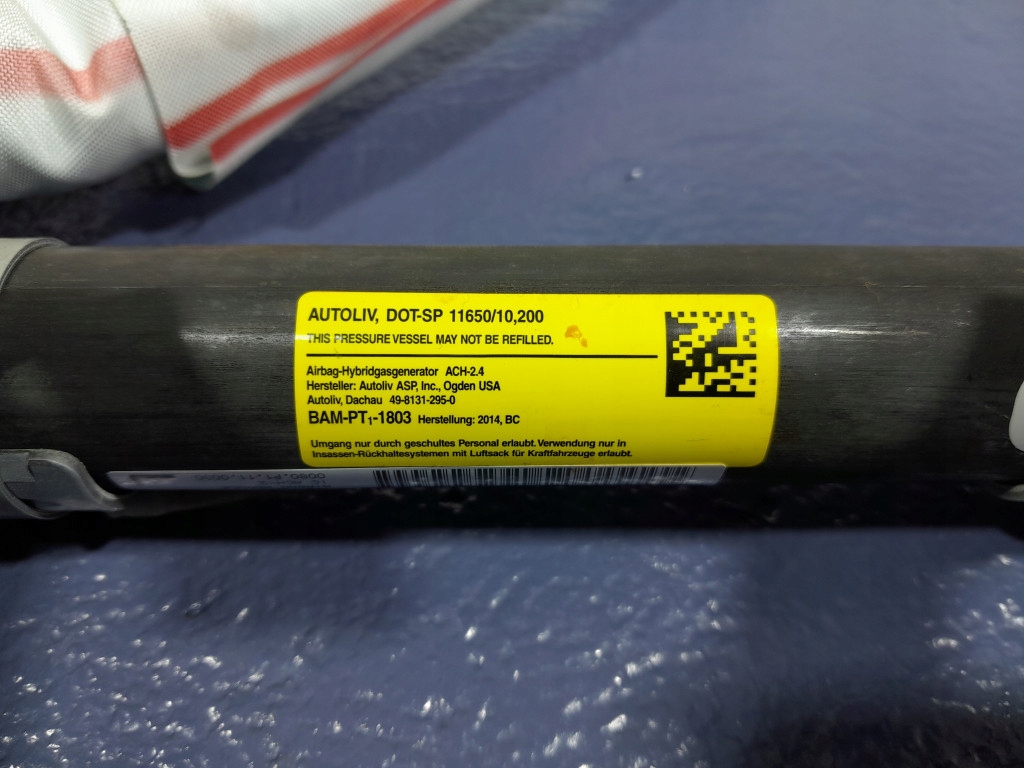 AUTOLIV, DOT-SP 11650/10,200
THIS PRESSURE VESSEL MAY NOT BE REFILLED.
Airbag-Hybridgasgenerator ACH-2.4
Hersteller: Autoliv ASP, Inc., Ogden USA
Autoliv, Dachau 49-8131-295-0
BAM-PT₁-1803 Herstellung: 2014, BC
Umgang nur durch geschultes Personal erlaubt. Verwendung nur in
Insassen-Rückhaltesystemen mit Luftsack für Kraftfahrzeuge erlaubt.